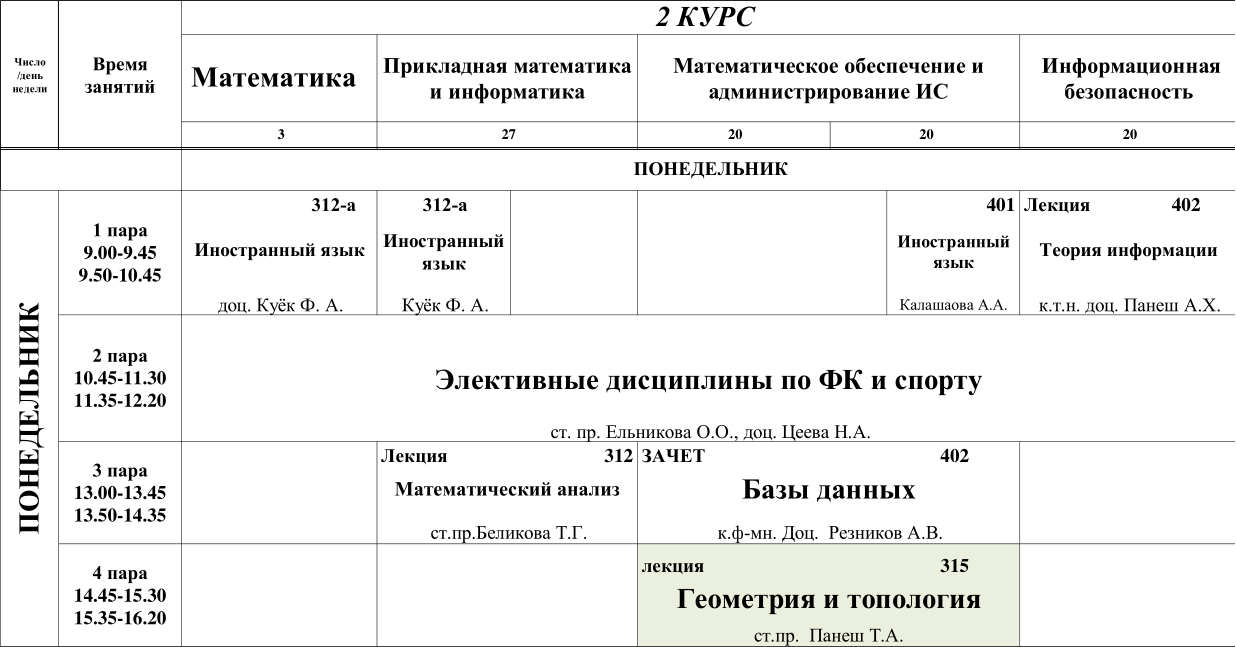 2 КУРС
Число
/день
недели
Время
занятий
Математика
Прикладная математика
и информатика
Математическое обеспечение и
администрирование ИС
Информационная
безопасность
3
27
20
20
20
ПОНЕДЕЛЬНИК
ПОНЕДЕЛЬНИК
1 пара
9.00-9.45
9.50-10.45
312-а
Иностранный язык
доц. Куёк Ф. А.
312-а
Иностранный
язык
Куёк Ф. А.
401
Иностранный
язык
Калашаова А.А.
Лекция 402
Теория информации
к.т.н. доц. Панеш А.Х.
2 пара
10.45-11.30
11.35-12.20
Элективные дисциплины по ФК и спорту
ст. пр. Ельникова О.О., доц. Цеева Н.А.
3 пара
13.00-13.45
13.50-14.35
Лекция 312
Математический анализ
ст.пр.Беликова Т.Г.
ЗАЧЕТ 402
Базы данных
к.ф-мн. Доц. Резников А.В.
4 пара
14.45-15.30
15.35-16.20
лекция 315
Геометрия и топология
ст.пр. Панеш Т.А.